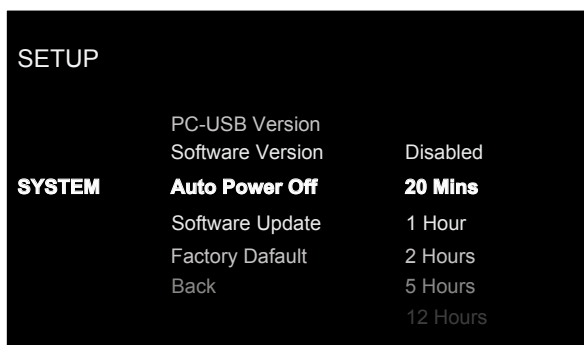 SETUP
PC-USB Version
Software Version Disabled
SYSTEM Auto Power Off 20 Mins
Software Update 1 Hour
Factory Dafault 2 Hours
Back 5 Hours
12 Hours